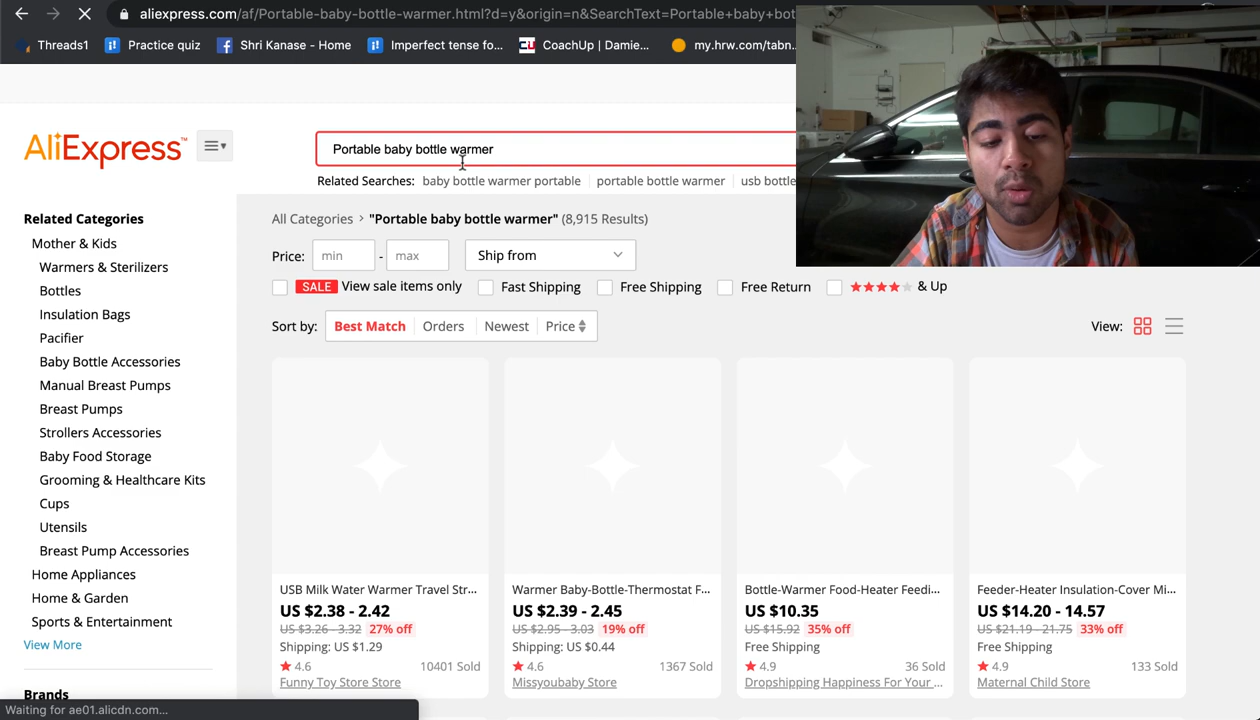 aliexpress.com/af/Portable-baby-bottle-warmer.html?d=y&origin=n&SearchText=Portable+baby+bot
Threads1
Practice quiz
Shri Kanase - Home
Imperfect tense fo...
CU CoachUp | Damie...
my.hrw.com/tabn...
AliExpress™
Portable baby bottle warmer
Related Searches: baby bottle warmer portable portable bottle warmer usb bottle
Related Categories
Mother & Kids
Warmers & Sterilizers
Bottles
Insulation Bags
Pacifier
Baby Bottle Accessories
Manual Breast Pumps
Breast Pumps
Strollers Accessories
Baby Food Storage
Grooming & Healthcare Kits
Cups
Utensils
Breast Pump Accessories
Home Appliances
Home & Garden
Sports & Entertainment
View More
Brands
Waiting for ae01.alicdn.com...
All Categories > "Portable baby bottle warmer" (8,915 Results)
Price: min - max Ship from
SALE View sale items only Fast Shipping Free Shipping Free Return & Up
Sort by: Best Match Orders Newest Price
View:
USB Milk Water Warmer Travel Str...
US $2.38 - 2.42
US $3.26 - 3.32 27% off
Shipping: US $1.29
4.6 10401 Sold
Funny Toy Store Store
Warmer Baby-Bottle-Thermostat F...
US $2.39 - 2.45
US $2.95 - 3.03 19% off
Shipping: US $0.44
4.6 1367 Sold
Missyoubaby Store
Bottle-Warmer Food-Heater Feedi...
US $10.35
US $15.92 35% off
Free Shipping
4.9 36 Sold
Dropshipping Happiness For Your ...
Feeder-Heater Insulation-Cover Mi...
US $14.20 - 14.57
US $21.19 - 21.75 33% off
Free Shipping
4.9 133 Sold
Maternal Child Store